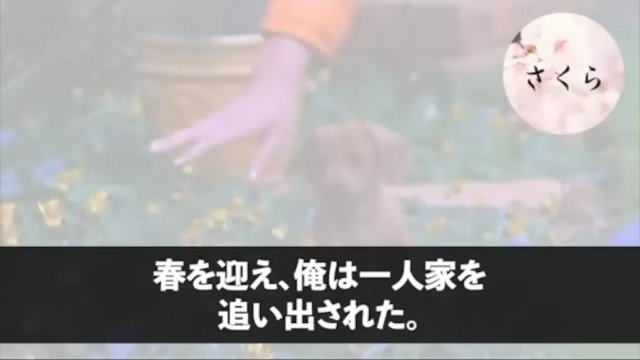 さくら
春を迎え、俺は一人家を
追い出された。